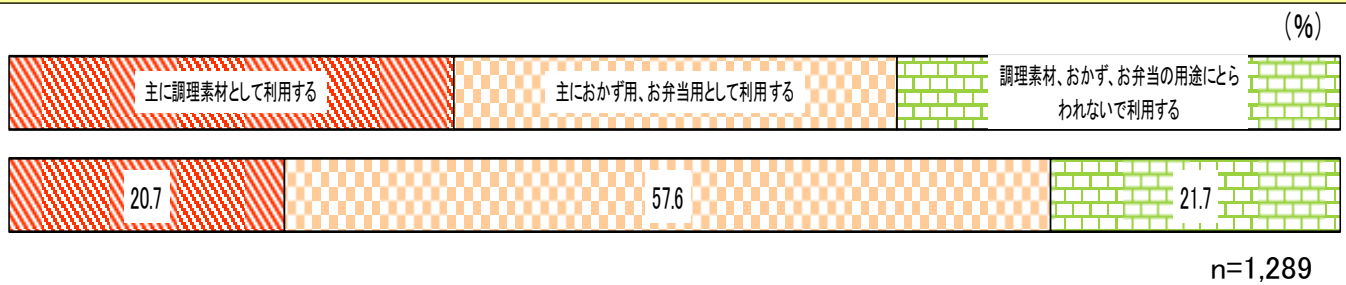 (%)
主に調理素材として利用する
主におかず用、お弁当用として利用する
調理素材、おかず、お弁当の用途にとら
われないで利用する
20.7
57.6
21.7
n=1,289